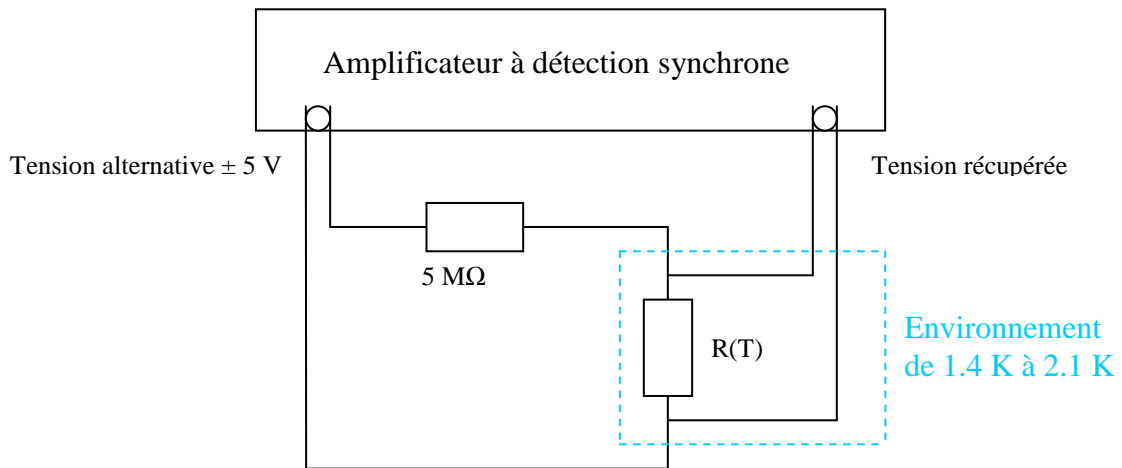 Amplificateur à détection synchrone
Tension alternative ± 5 V
Tension récupérée
5 MΩ
R(T)
Environnement
de 1.4 K à 2.1 K